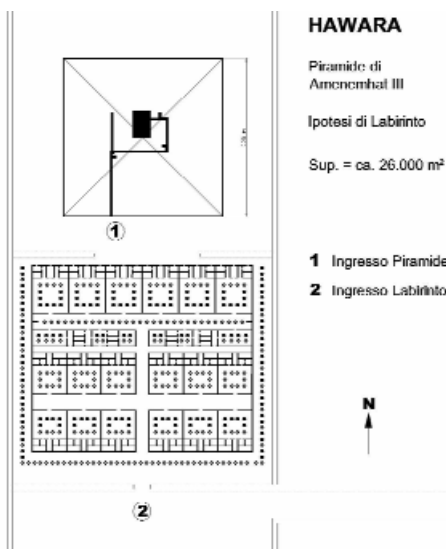 HAWARA
Piramide di
Amenemhat III
Ipotesi di Labirinto
Sup. = ca. 26.000 m²
1
1 Ingresso Piramide
2 Ingresso Labirinto
N
2